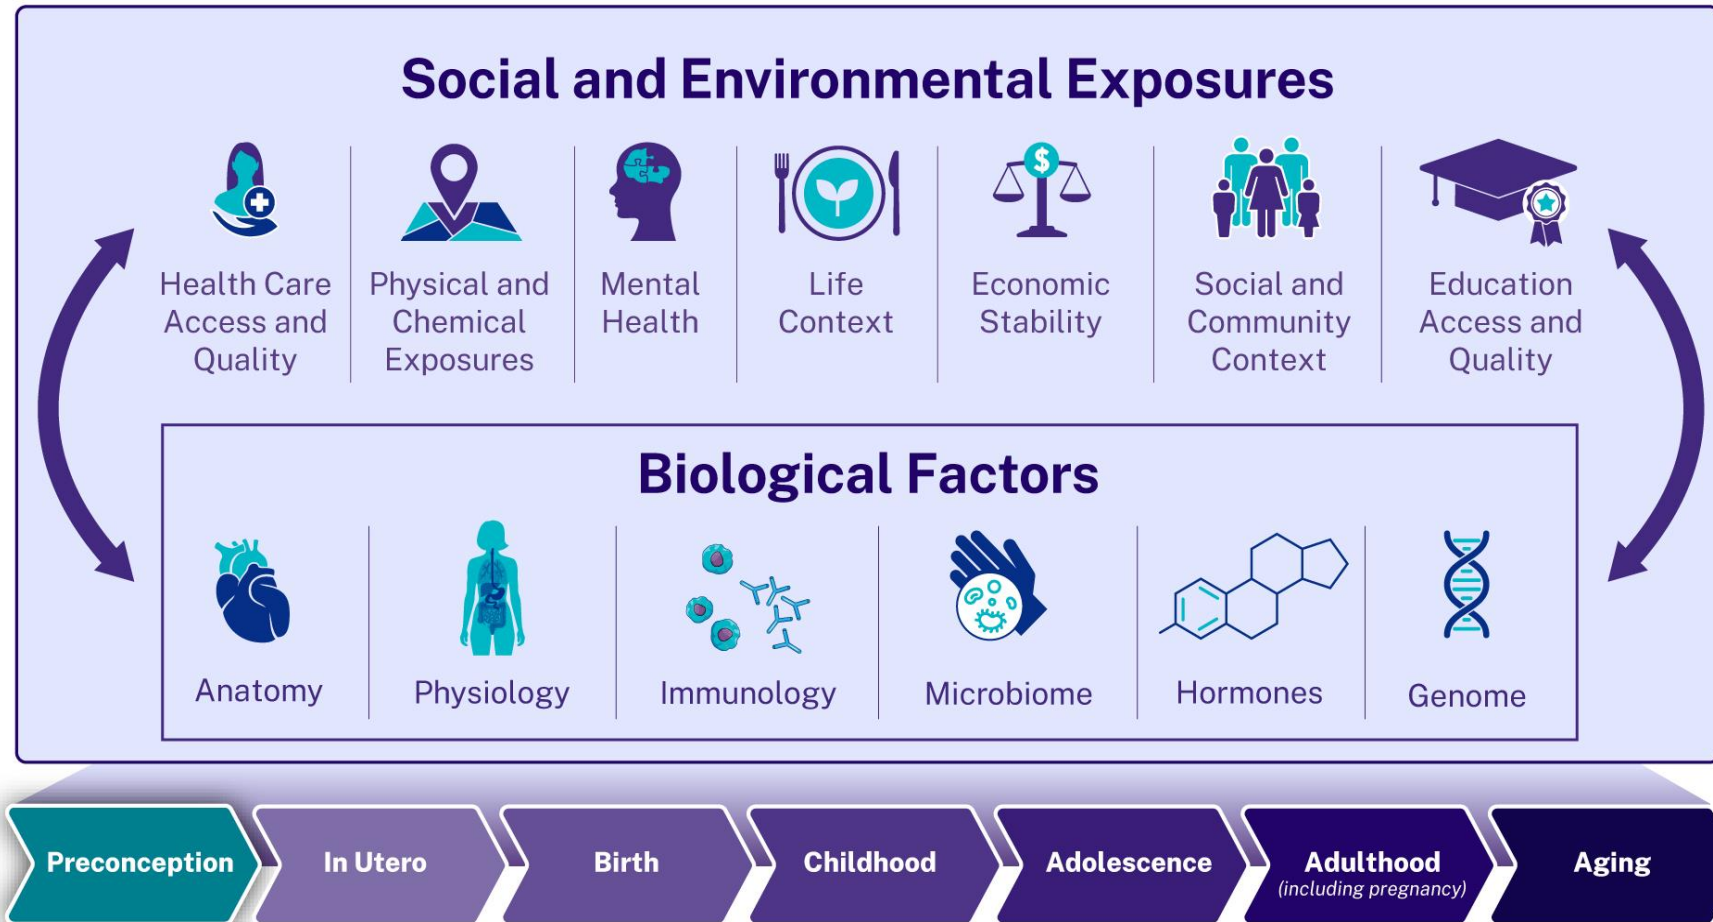 Social and Environmental Exposures
Health Care
Access and
Quality
Physical and
Chemical
Exposures
Mental
Health
Life
Context
$
Economic
Stability
Social and
Community
Context
Education
Access and
Quality
Biological Factors
Anatomy
Physiology
Immunology
Microbiome
Hormones
Genome
Preconception
In Utero
Birth
Childhood
Adolescence
Adulthood
(including pregnancy)
Aging